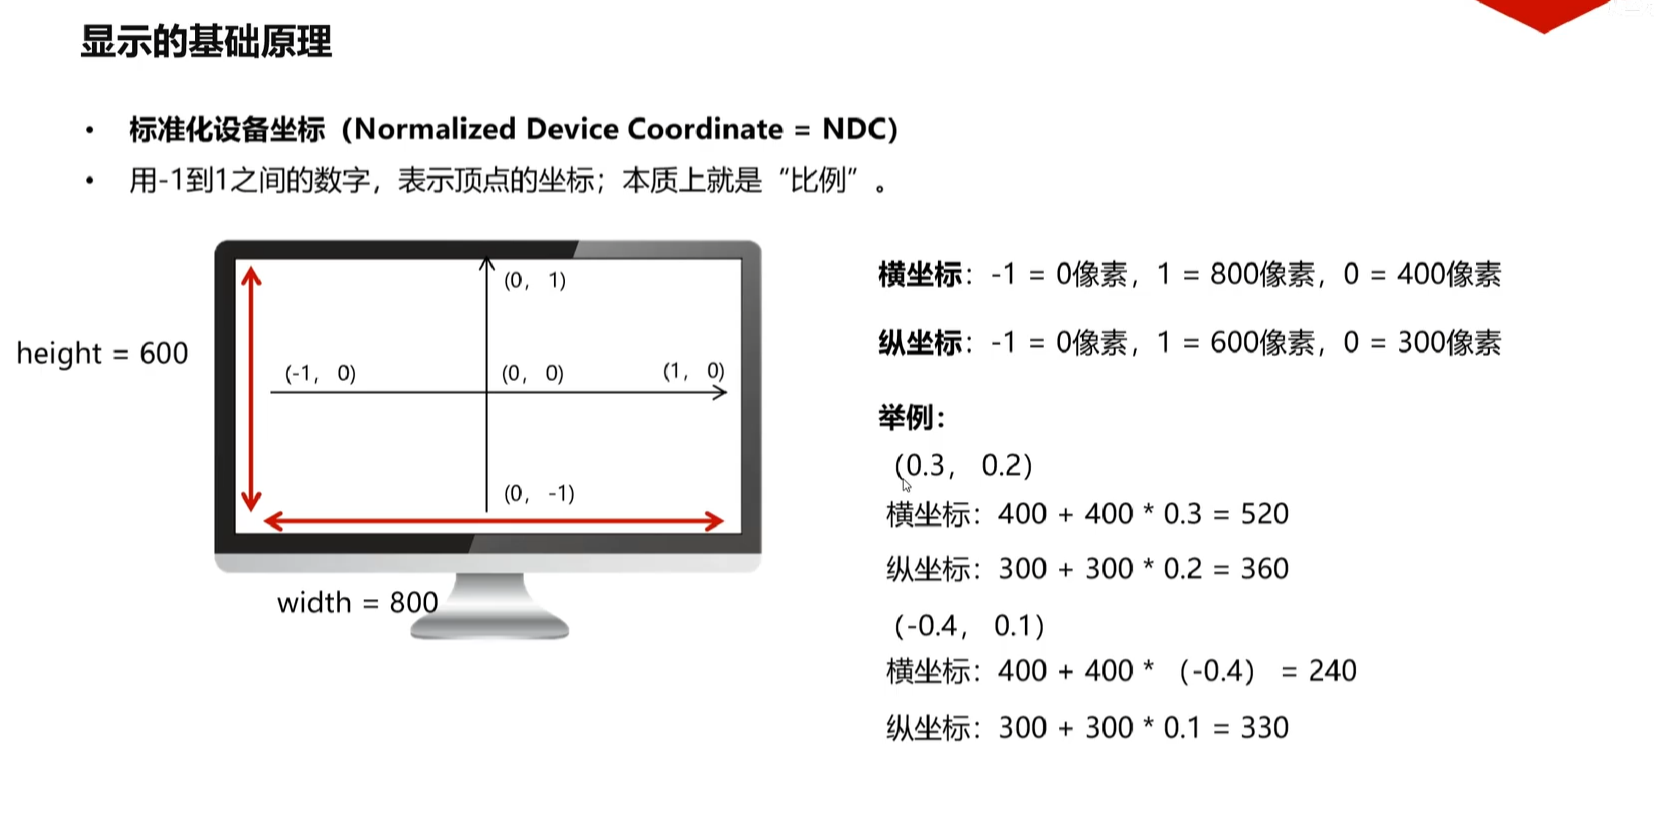 显示的基础原理
• 标准化设备坐标（Normalized Device Coordinate = NDC）
• 用-1到1之间的数字，表示顶点的坐标；本质上就是“比例”。
height = 600
(0, 1)
(-1, 0)
(0, 0)
(1, 0)
(0, -1)
width = 800
横坐标：-1 = 0像素，1 = 800像素，0 = 400像素
纵坐标：-1 = 0像素，1 = 600像素，0 = 300像素
举例：
（0.3， 0.2）
横坐标：400 + 400 * 0.3 = 520
纵坐标：300 + 300 * 0.2 = 360
（-0.4， 0.1）
横坐标：400 + 400 * （-0.4） = 240
纵坐标：300 + 300 * 0.1 = 330